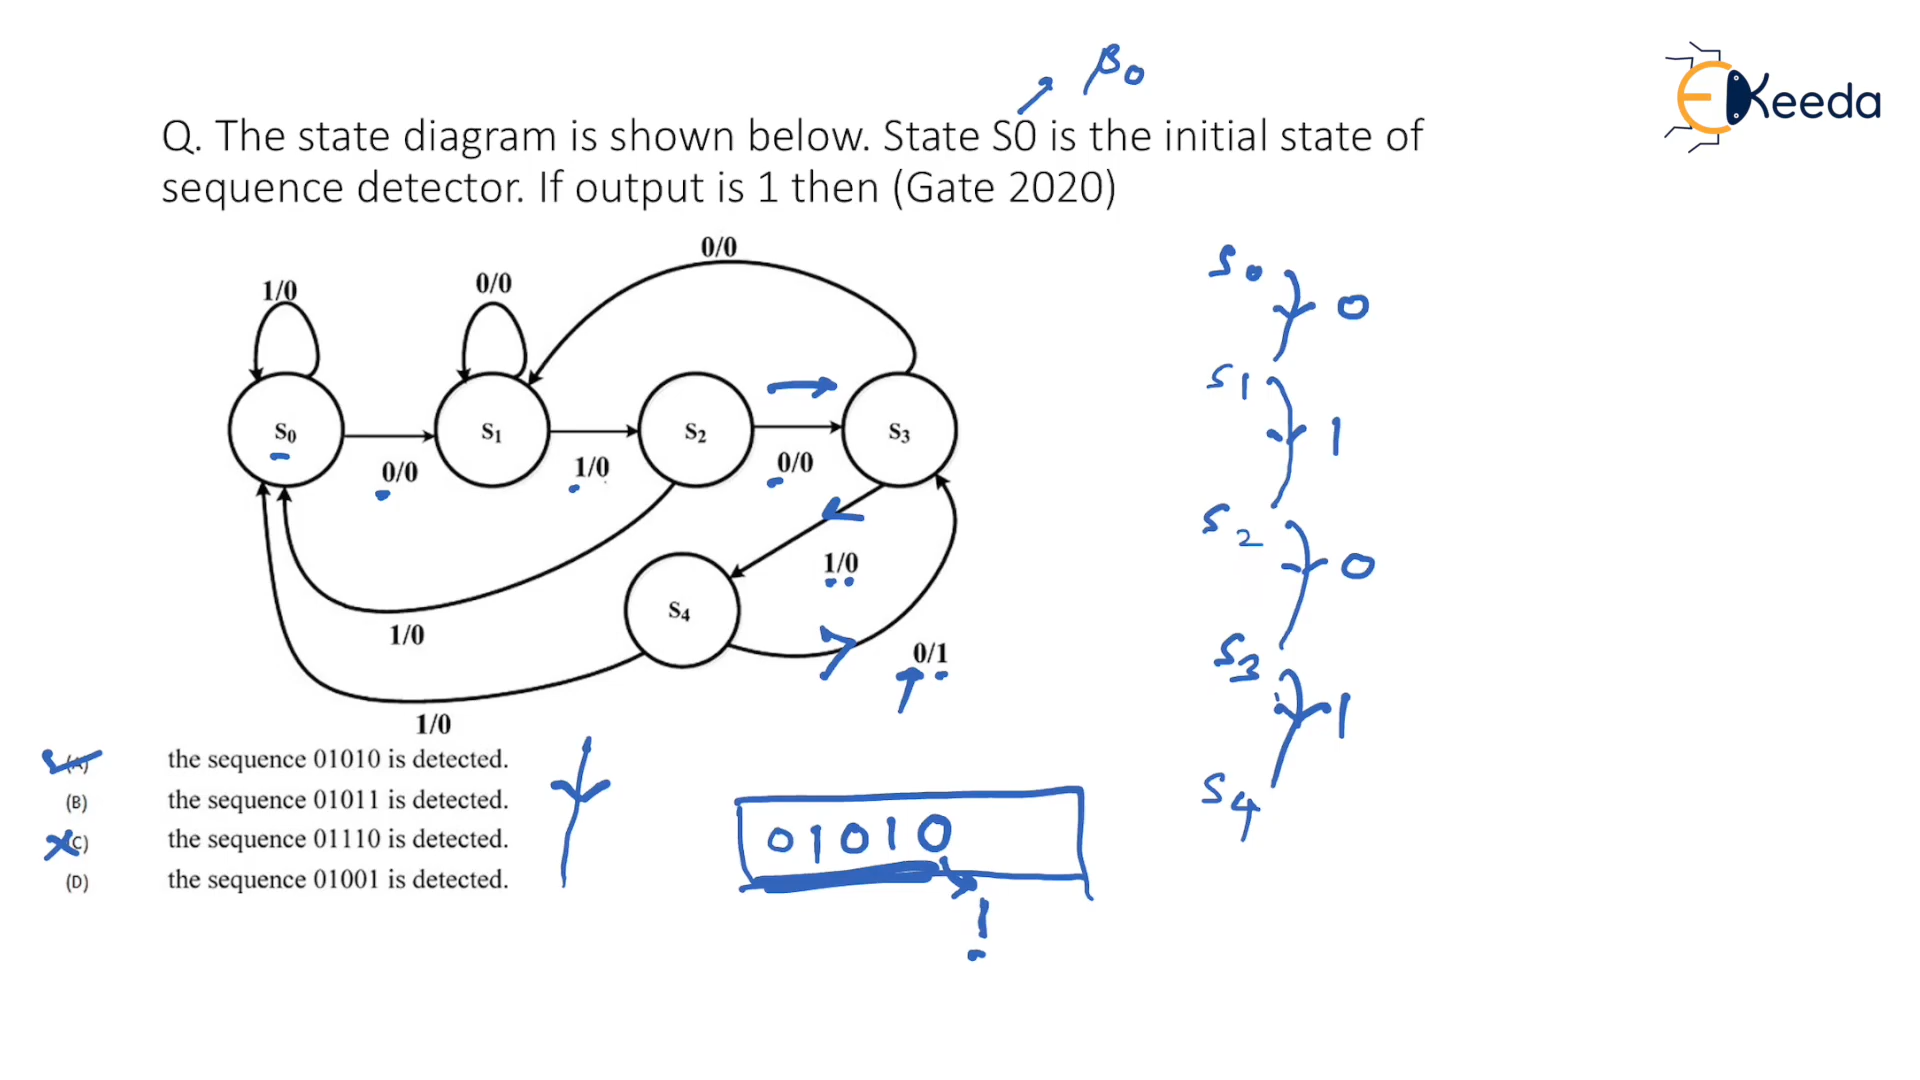 β0
EKeeda
Q. The state diagram is shown below. State S0 is the initial state of
sequence detector. If output is 1 then (Gate 2020)
0/0
1/0
0/0
S0
S1
S2
S3
0/0
1/0
0/0
1/0
S4
1/0
0/1
1/0
S0
0
S1
1
S2
0
S3
1
S4
(A) the sequence 01010 is detected.
(B) the sequence 01011 is detected.
(C) the sequence 01110 is detected.
(D) the sequence 01001 is detected.
01010
1